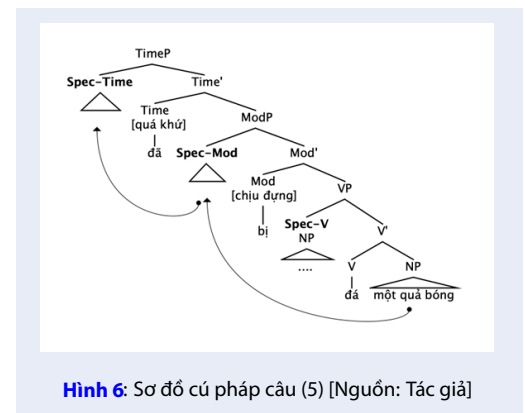 TimeP
Spec-Time Time'
Time
[quá khứ] ModP
đã Spec-Mod Mod'
Mod
[chịu đựng] VP
bị Spec-V V'
NP
.... V NP
đá một quả bóng
Hình 6: Sơ đồ cú pháp câu (5) [Nguồn: Tác giả]